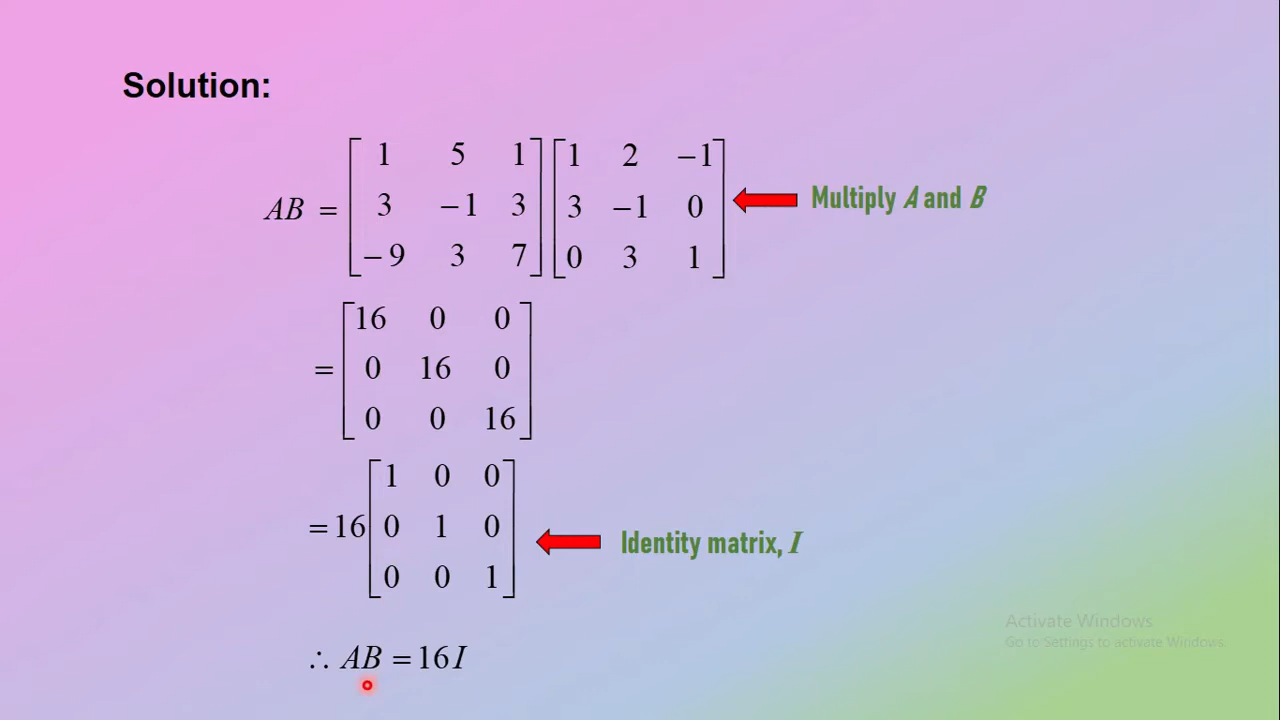 Solution:
AB = [1 5 1; 3 −1 3; −9 3 7] [1 2 −1; 3 −1 0; 0 3 1]
Multiply A and B
= [16 0 0; 0 16 0; 0 0 16]
= 16 [1 0 0; 0 1 0; 0 0 1]
Identity matrix, I
∴ AB = 16I
Activate Windows
Go to Settings to activate Windows.